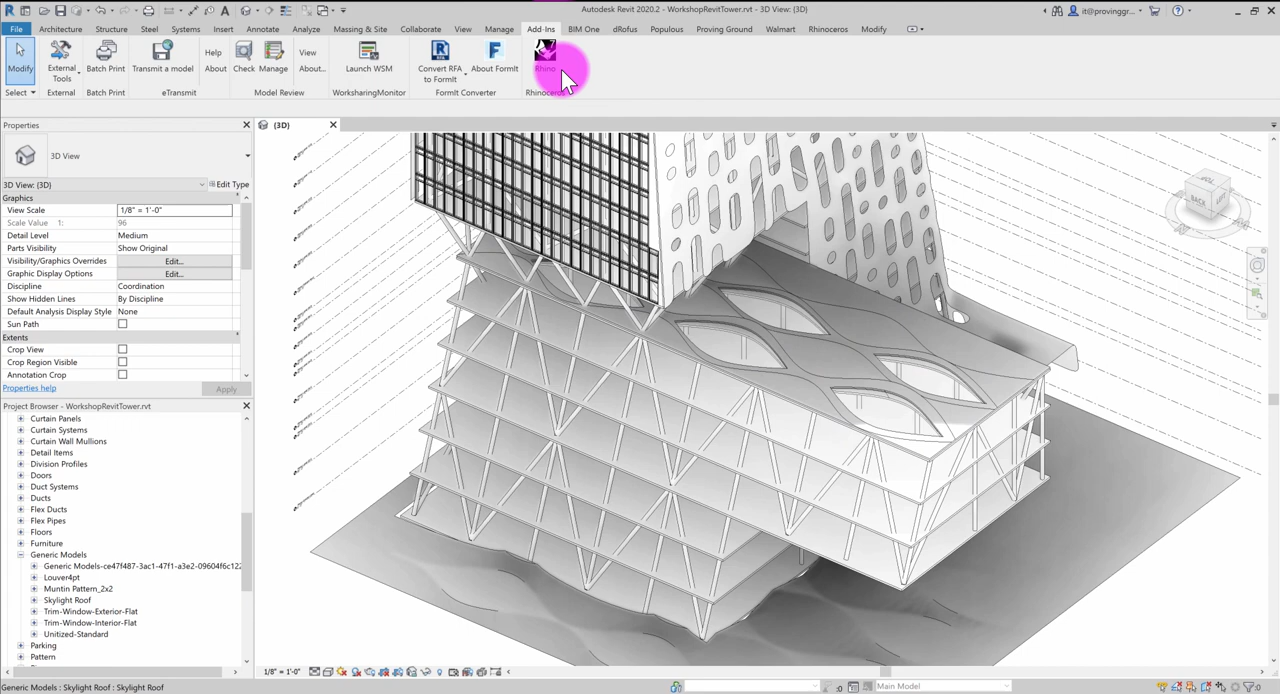 Autodesk Revit 2020.2 - WorkshopRevitTower.rvt - 3D View: {3D}
it@provinggr...
File Architecture Structure Steel Systems Insert Annotate Analyze Massing & Site Collaborate View Manage Add-Ins BIM One dRofus Populous Proving Ground Walmart Rhinoceros Modify
Modify External Tools Batch Print Transmit a model Help About Check Manage View About... Launch WSM Convert RFA to FormIt About FormIt Rhino
Select External Batch Print eTransmit Model Review WorksharingMonitor FormIt Converter
Properties
{3D}
3D View
3D View: {3D} Edit Type
Graphics
View Scale 1/8" = 1'-0"
Scale Value 1: 96
Detail Level Medium
Parts Visibility Show Original
Visibility/Graphics Overrides Edit...
Graphic Display Options Edit...
Discipline Coordination
Show Hidden Lines By Discipline
Default Analysis Display Style None
Sun Path
Extents
Crop View
Crop Region Visible
Annotation Crop
Properties help Apply
Project Browser - WorkshopRevitTower.rvt
Curtain Panels
Curtain Systems
Curtain Wall Mullions
Detail Items
Division Profiles
Doors
Duct Systems
Ducts
Flex Ducts
Flex Pipes
Floors
Furniture
Generic Models
Generic Models-ce47f487-3ac1-47f1-a3e2-09604f6c122
Louver4pt
Muntin Pattern_2x2
Skylight Roof
Trim-Window-Exterior-Flat
Trim-Window-Interior-Flat
Unitized-Standard
Parking
Pattern
BACK
1/8" = 1'-0"
Generic Models : Skylight Roof : Skylight Roof
:0 Main Model :0